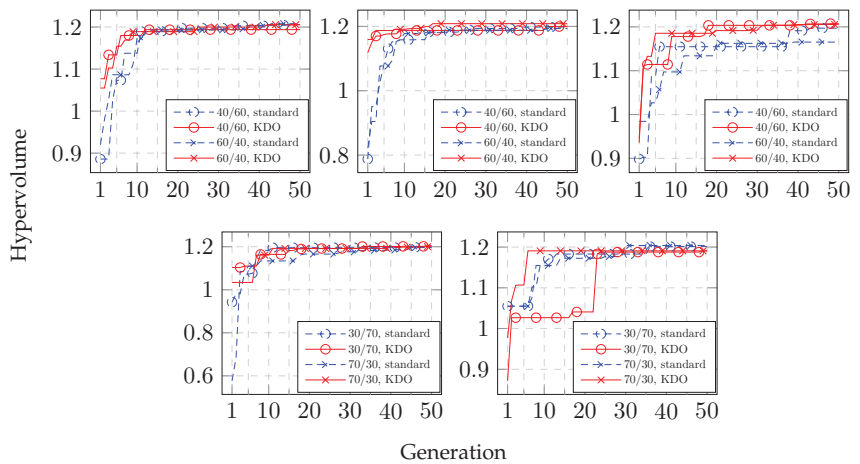 Hypervolume
1.2
1.1
1
0.9
1 10 20 30 40 50
40/60, standard
40/60, KDO
60/40, standard
60/40, KDO
1.2
1
0.8
1 10 20 30 40 50
40/60, standard
40/60, KDO
60/40, standard
60/40, KDO
1.2
1.1
1
0.9
1 10 20 30 40 50
40/60, standard
40/60, KDO
60/40, standard
60/40, KDO
1.2
1
0.8
0.6
1 10 20 30 40 50
30/70, standard
30/70, KDO
70/30, standard
70/30, KDO
1.2
1.1
1
0.9
1 10 20 30 40 50
30/70, standard
30/70, KDO
70/30, standard
70/30, KDO
Generation